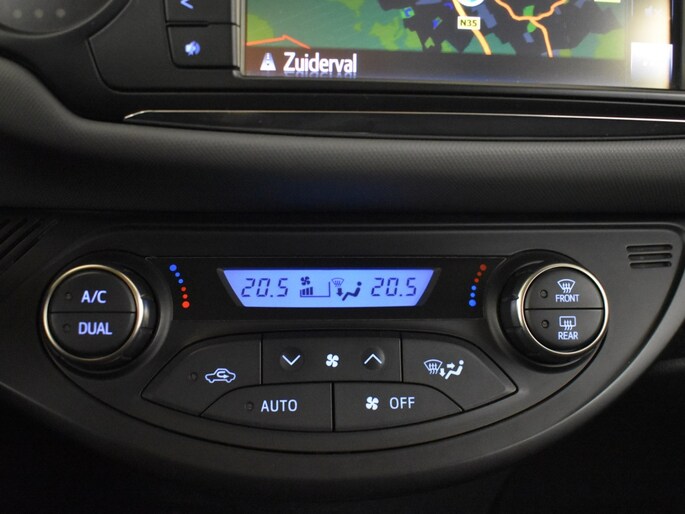 N35
Zuiderval
20.5 20.5
A/C
DUAL
FRONT
REAR
AUTO
OFF